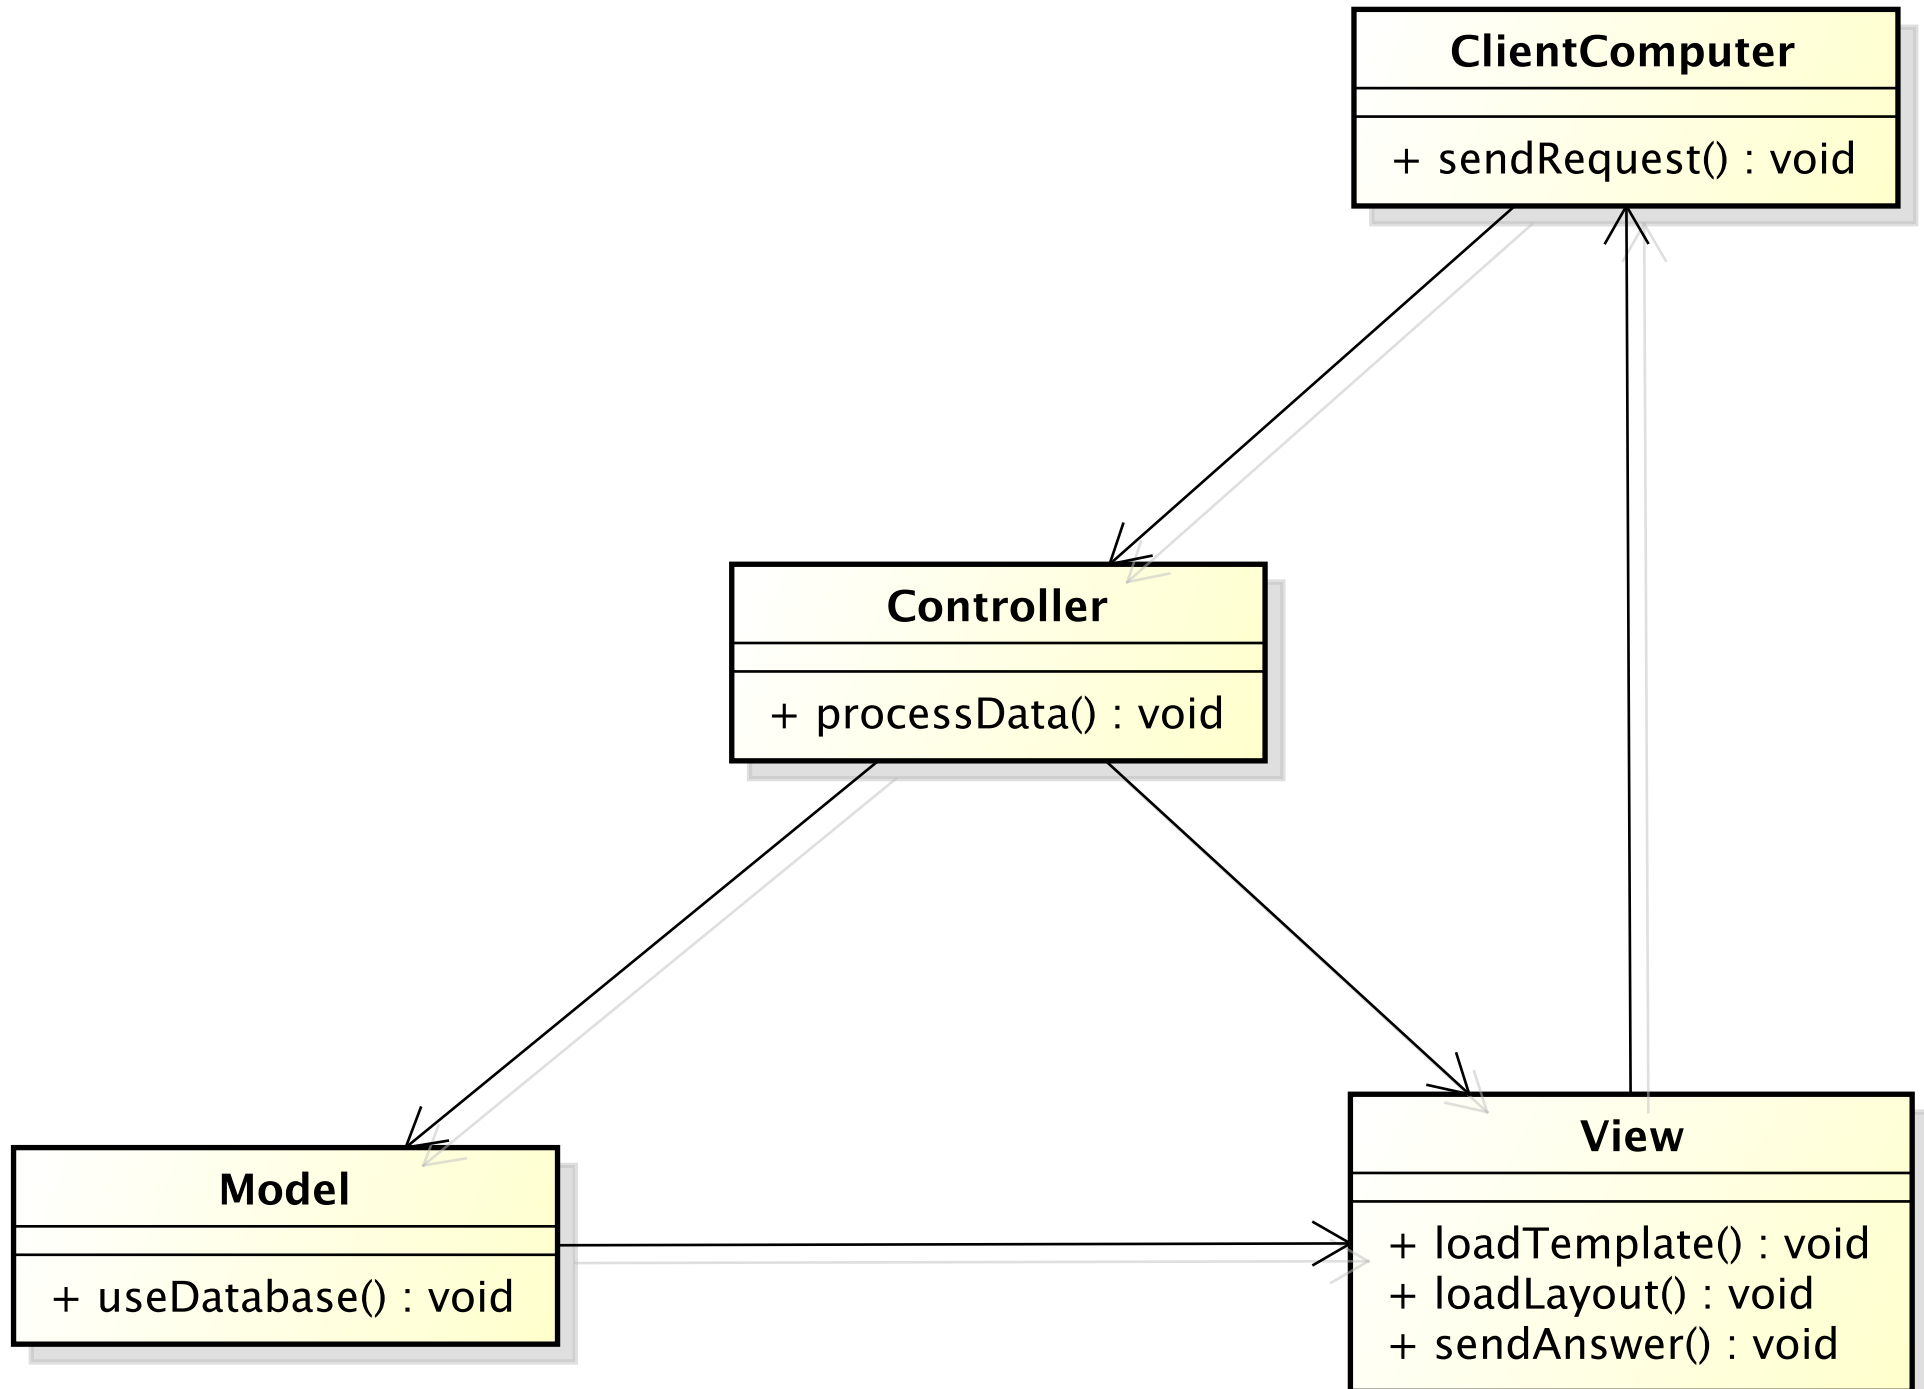 ClientComputer
+ sendRequest() : void
Controller
+ processData() : void
Model
+ useDatabase() : void
View
+ loadTemplate() : void
+ loadLayout() : void
+ sendAnswer() : void